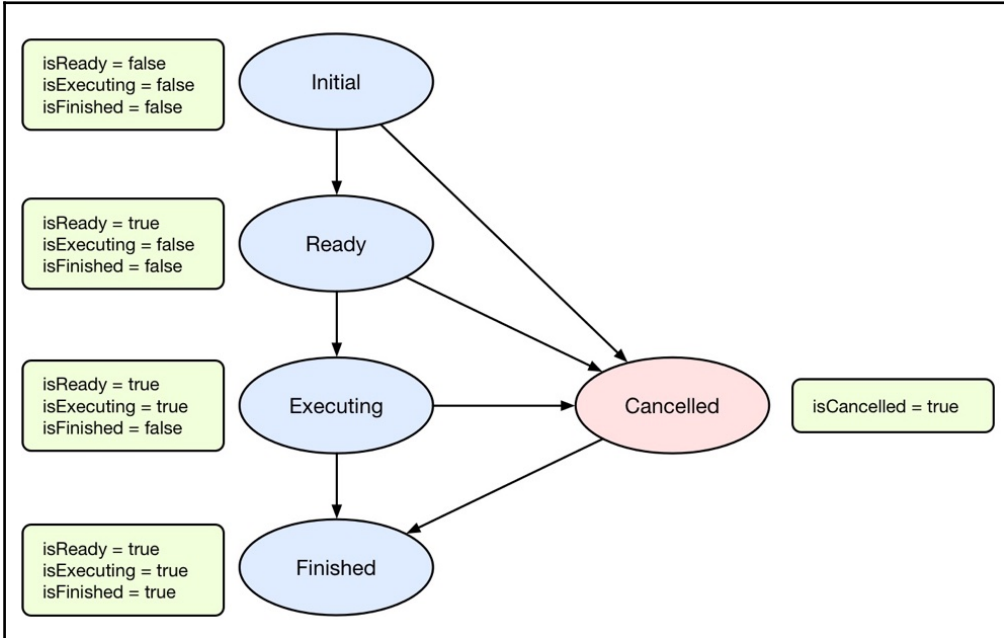 isReady = false
isExecuting = false
isFinished = false
Initial
isReady = true
isExecuting = false
isFinished = false
Ready
isReady = true
isExecuting = true
isFinished = false
Executing
Cancelled
isCancelled = true
isReady = true
isExecuting = true
isFinished = true
Finished